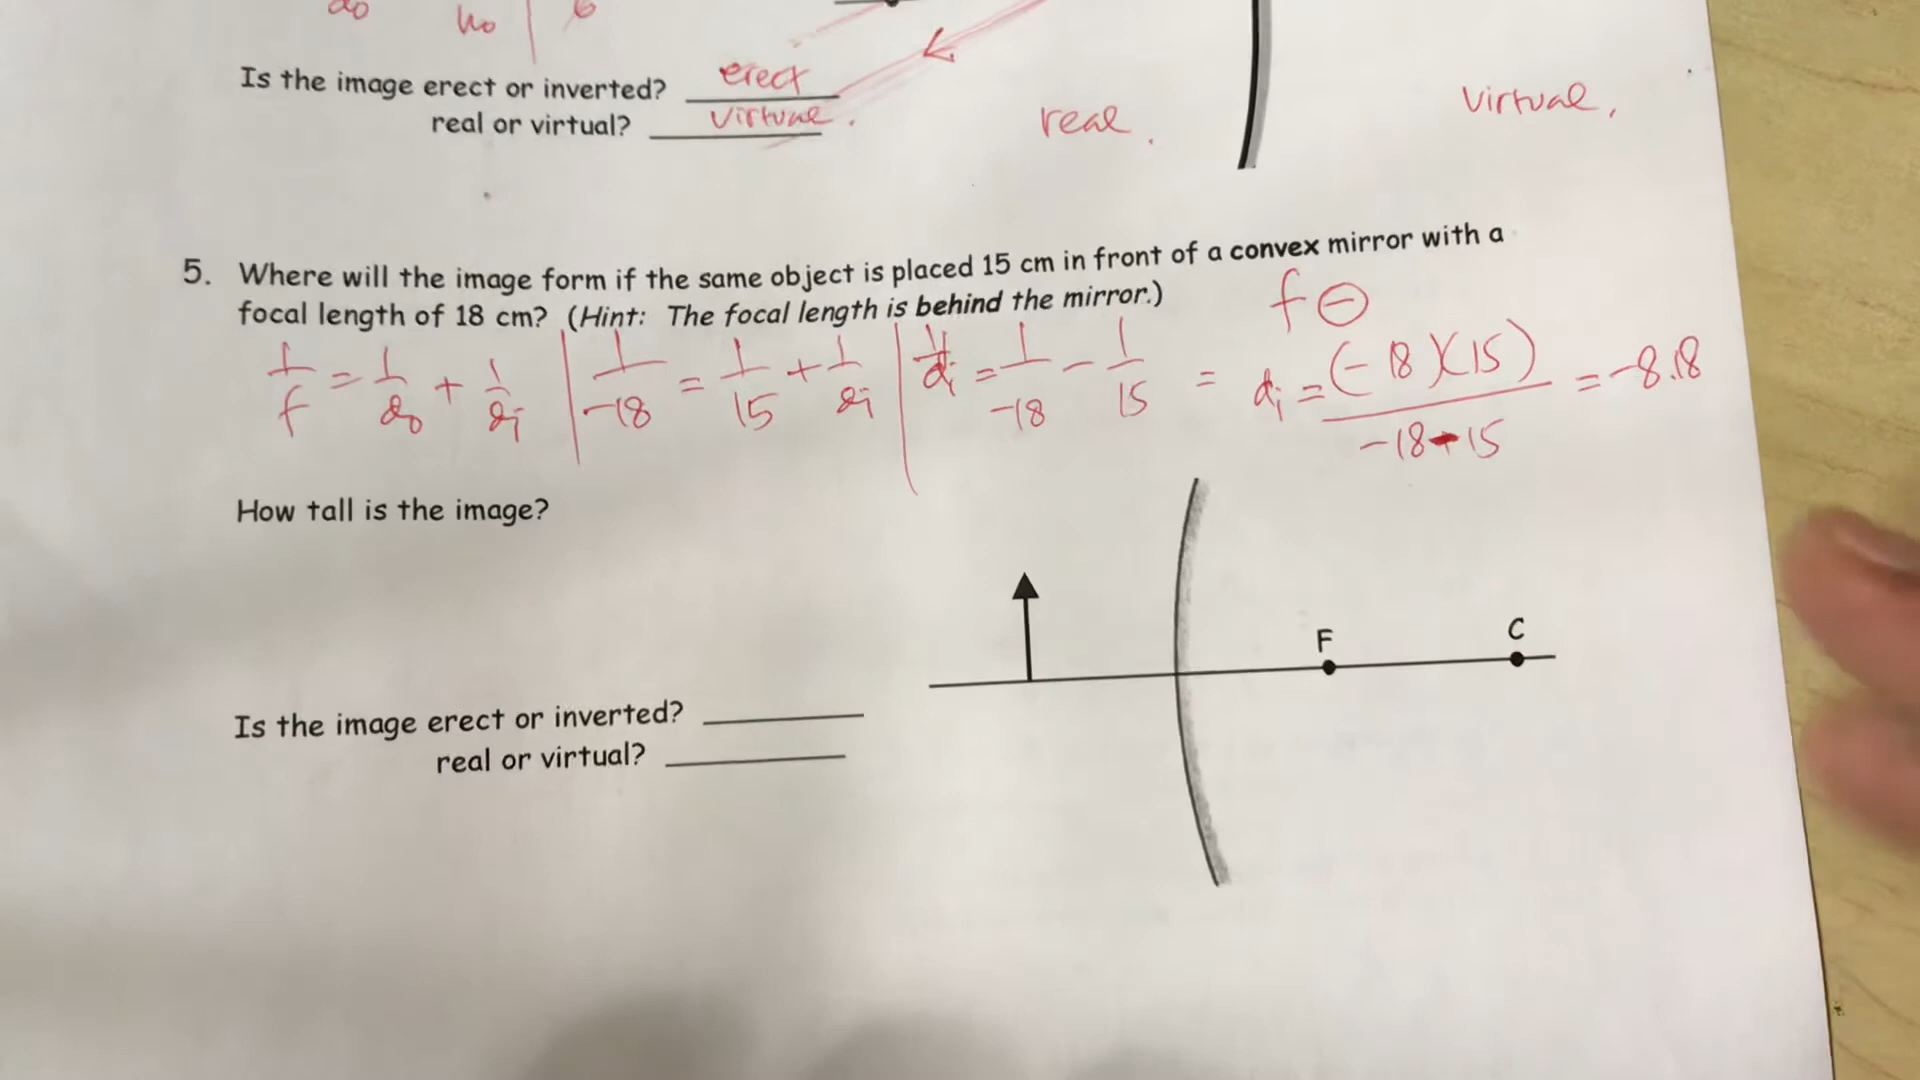 do ho 6
Is the image erect or inverted? erect
real or virtual? virtual.
real.
virtual,
5. Where will the image form if the same object is placed 15 cm in front of a convex mirror with a
focal length of 18 cm? (Hint: The focal length is behind the mirror.)
f ⊖
1/f = 1/do + 1/di | 1/-18 = 1/15 + 1/di | 1/di = 1/-18 - 1/15 = di = (-18)(15)/-18-15 = -8.18
How tall is the image?
F
C
Is the image erect or inverted?
real or virtual?